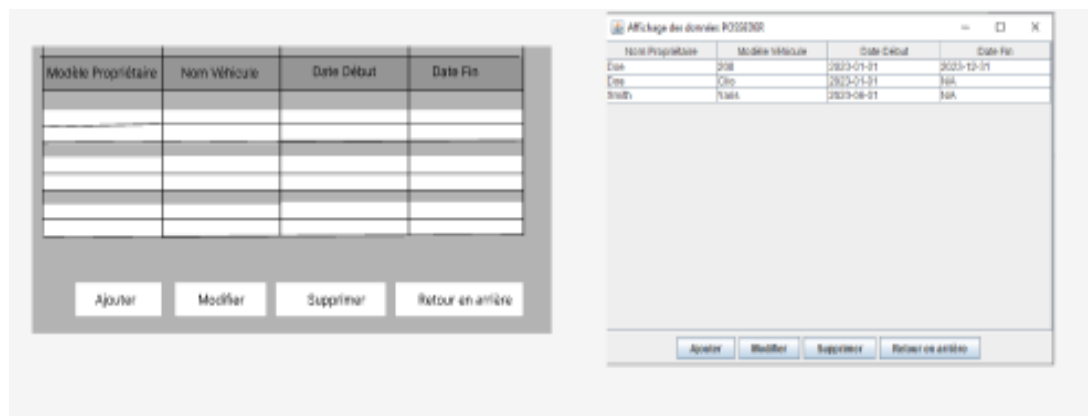 Modèle Propriétaire Nom Véhicule Date Début Date Fin
Ajouter Modifier Supprimer Retour en arrière
Affichage des données POSSEDER
Nom Propriétaire Modèle Véhicule Date Début Date Fin
Doe 208 2023-01-01 2023-12-31
Doe Clio 2023-01-01 N/A
Smith 2023-06-01 N/A
Ajouter Modifier Supprimer Retour en arrière